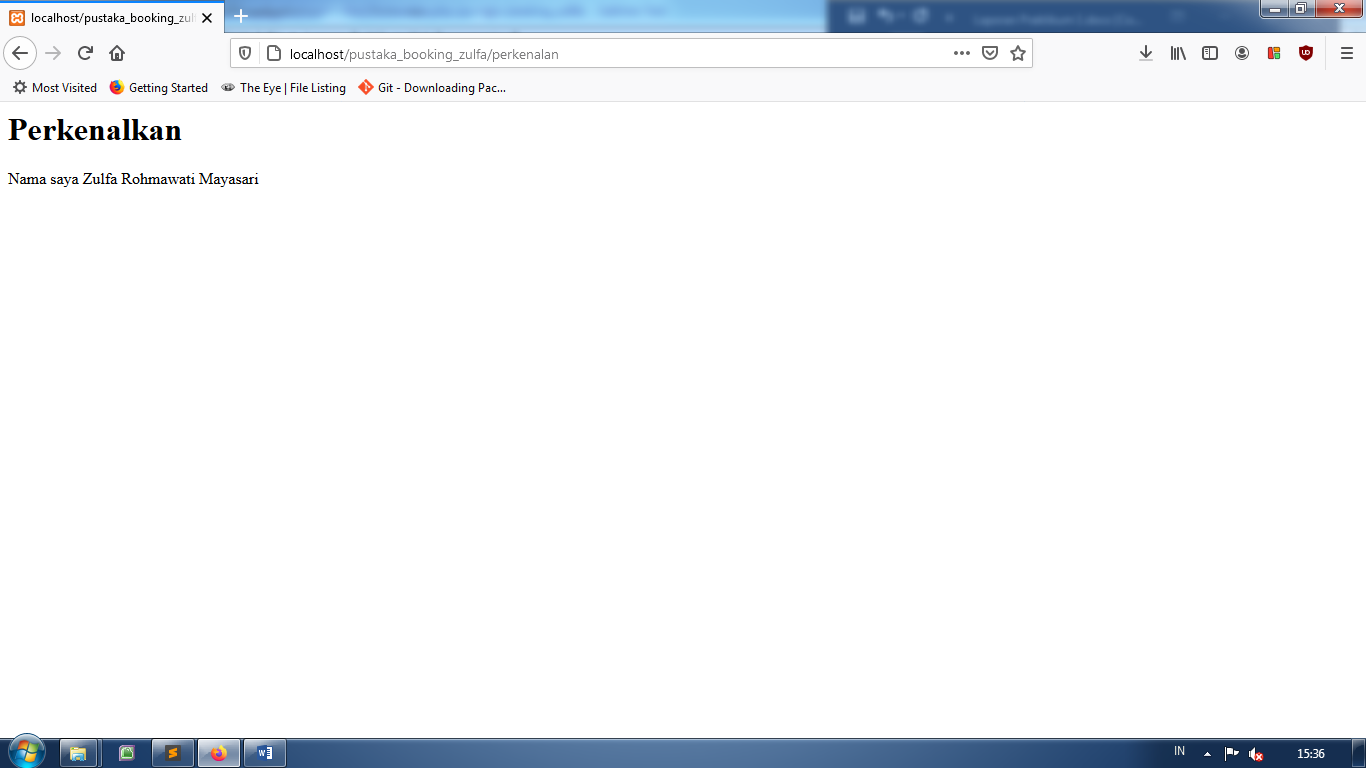 localhost/pustaka_booking_zul
localhost/pustaka_booking_zulfa/perkenalan
Most Visited
Getting Started
The Eye | File Listing
Git - Downloading Pac...
Perkenalkan
Nama saya Zulfa Rohmawati Mayasari
IN
15:36